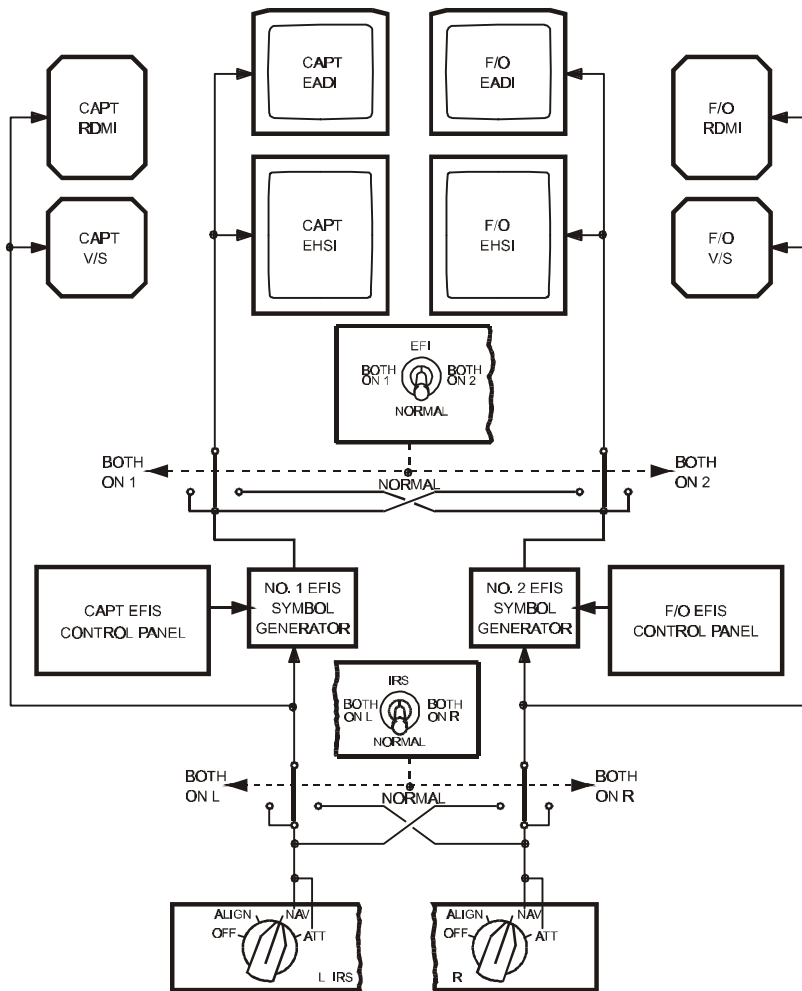 CAPT
RDMI
CAPT
EADI
F/O
EADI
F/O
RDMI
CAPT
V/S
CAPT
EHSI
F/O
EHSI
F/O
V/S
EFI
BOTH
ON 1
BOTH
ON 2
NORMAL
BOTH
ON 1
NORMAL
BOTH
ON 2
CAPT EFIS
CONTROL PANEL
NO. 1 EFIS
SYMBOL
GENERATOR
NO. 2 EFIS
SYMBOL
GENERATOR
F/O EFIS
CONTROL PANEL
IRS
BOTH
ON L
BOTH
ON R
NORMAL
BOTH
ON L
NORMAL
BOTH
ON R
ALIGN
NAV
OFF
ATT
L IRS
ALIGN
NAV
OFF
ATT
R